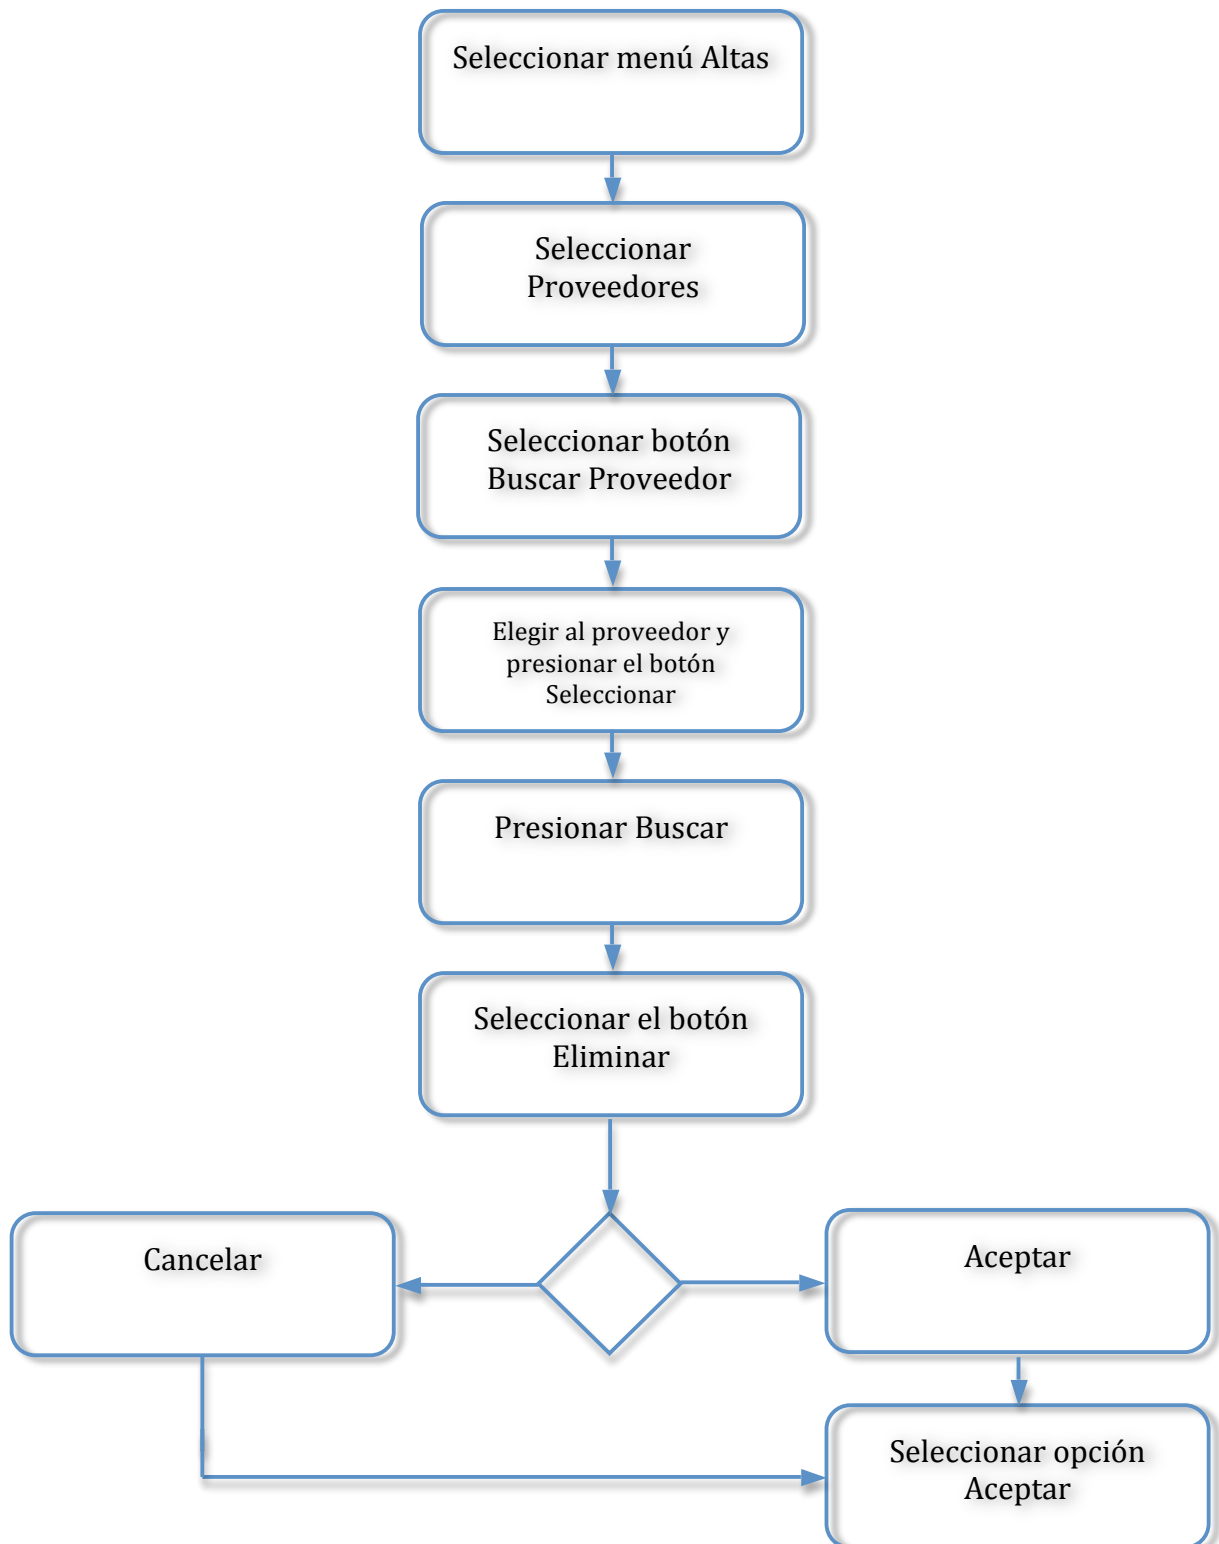 Seleccionar menú Altas
Seleccionar
Proveedores
Seleccionar botón
Buscar Proveedor
Elegir al proveedor y
presionar el botón
Seleccionar
Presionar Buscar
Seleccionar el botón
Eliminar
Cancelar
Aceptar
Seleccionar opción
Aceptar